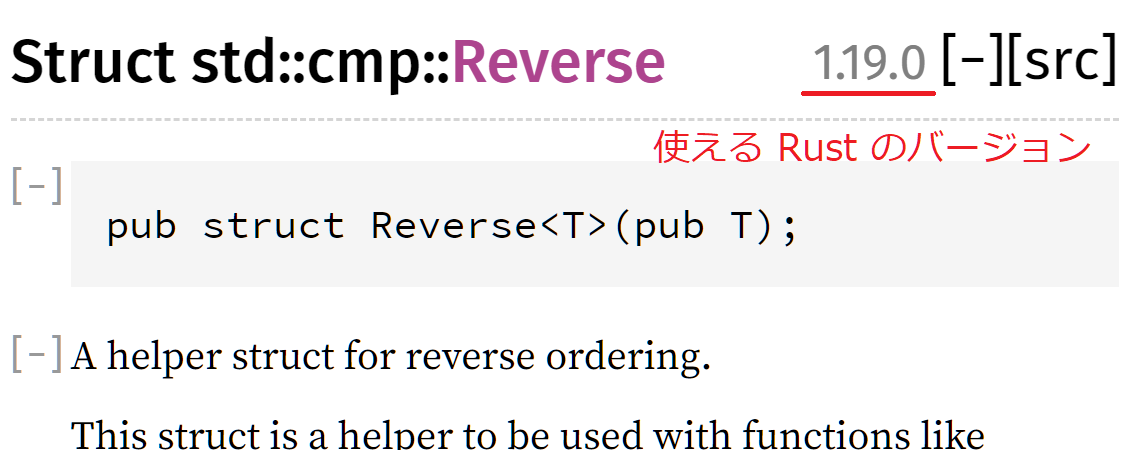 Struct std::cmp::Reverse 1.19.0 [−][src]
使える Rust のバージョン
[−]
pub struct Reverse<T>(pub T);
[−] A helper struct for reverse ordering.
This struct is a helper to be used with functions like